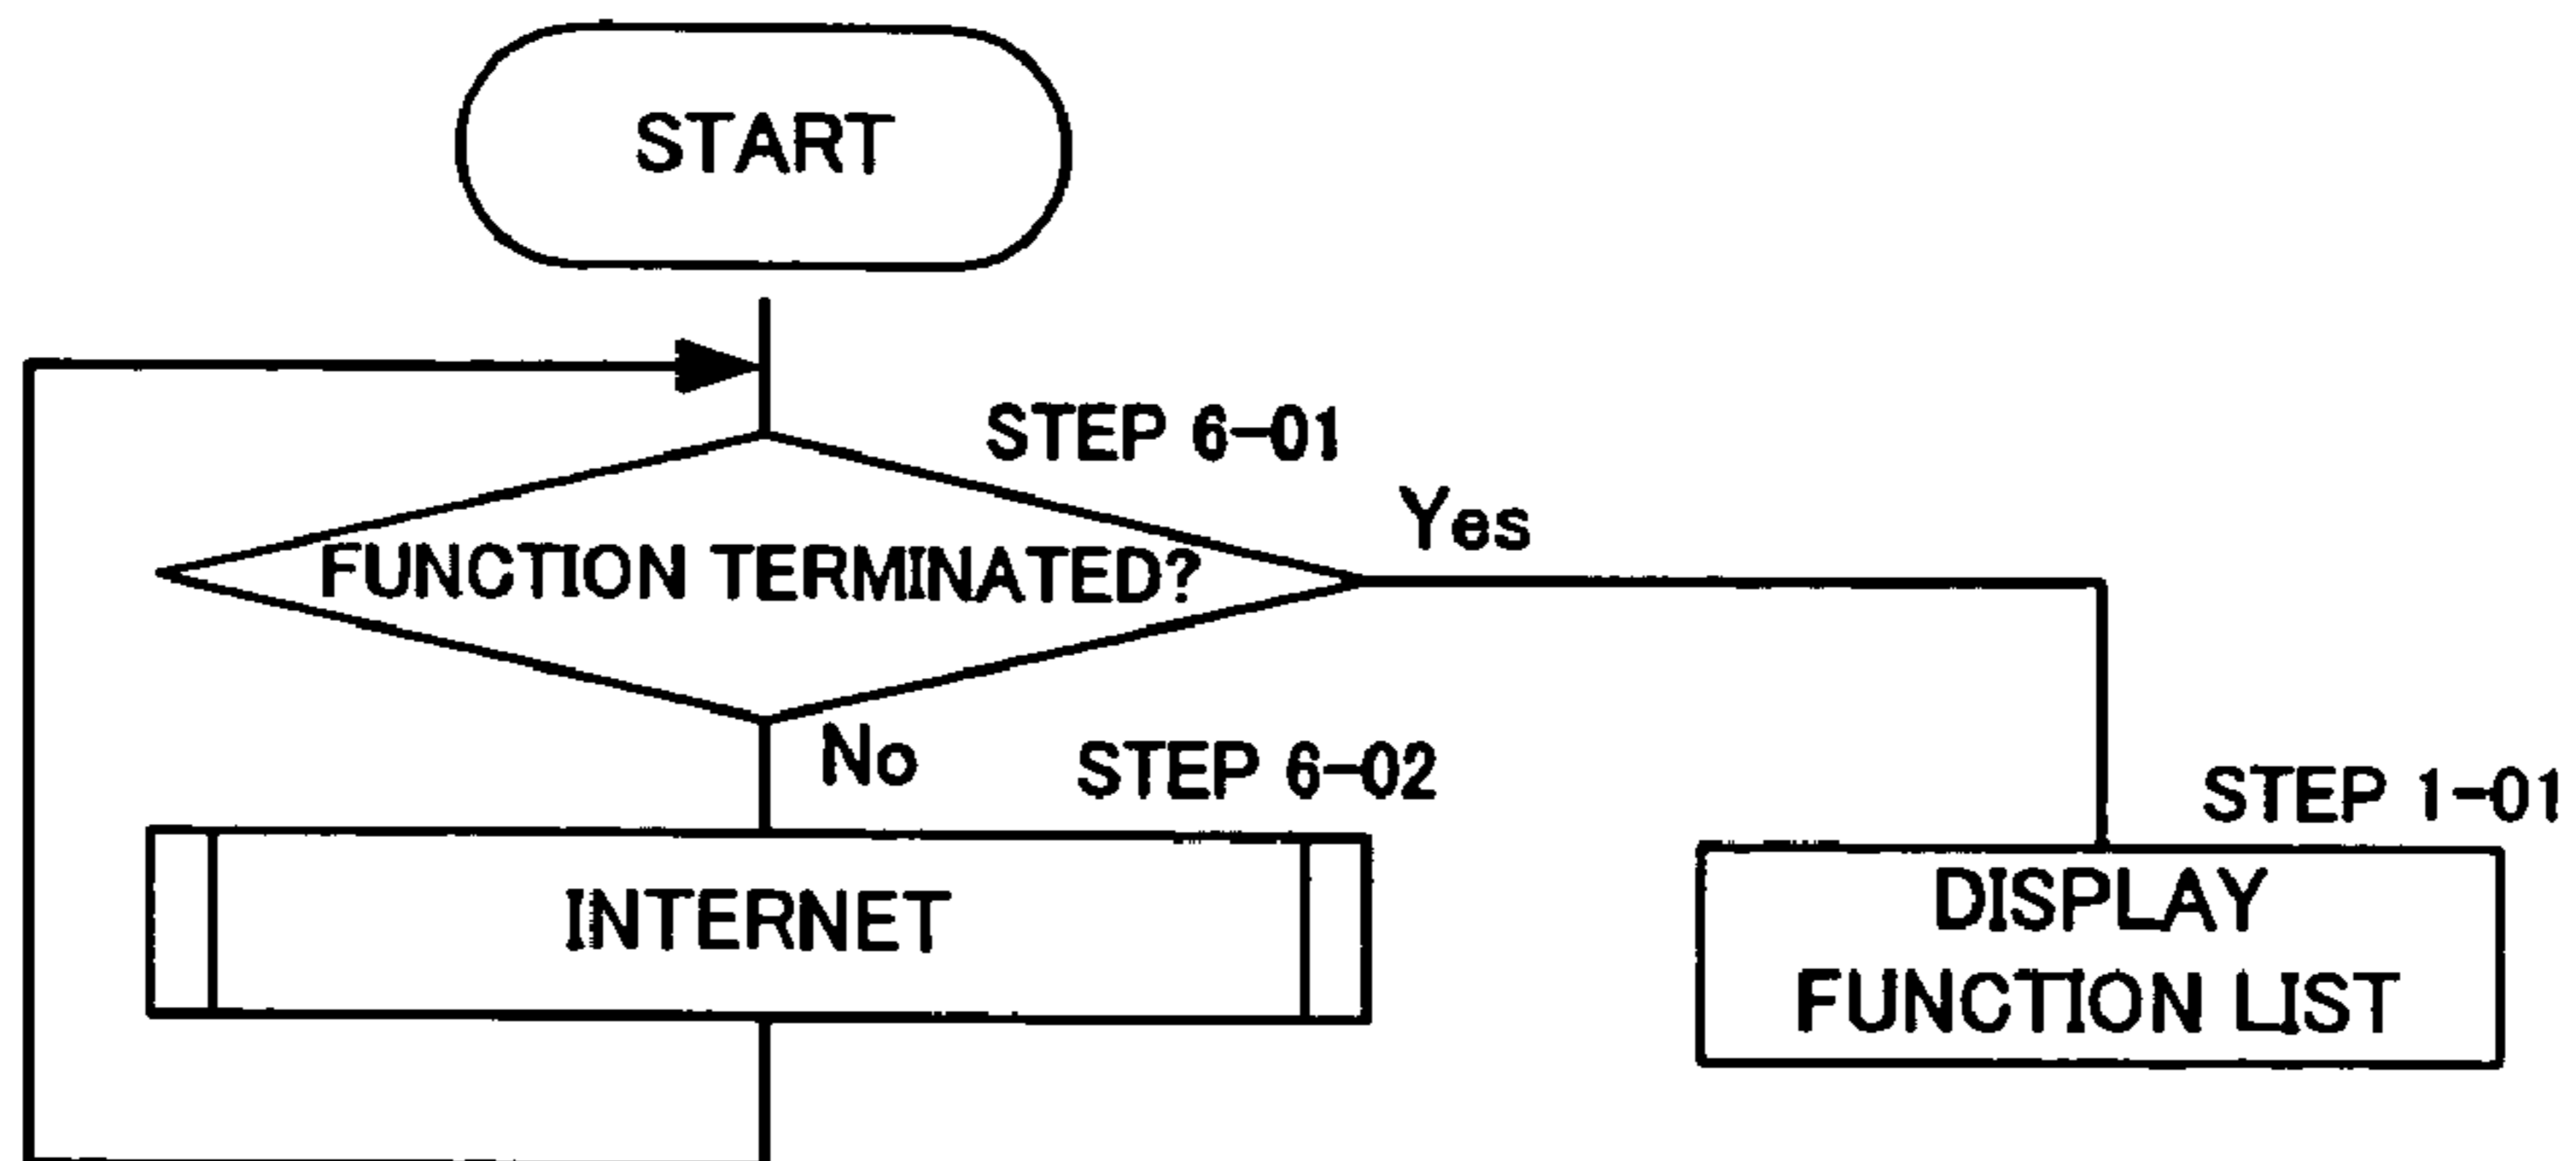 START
STEP 6-01
FUNCTION TERMINATED?
Yes
No
STEP 6-02
INTERNET
STEP 1-01
DISPLAY
FUNCTION LIST